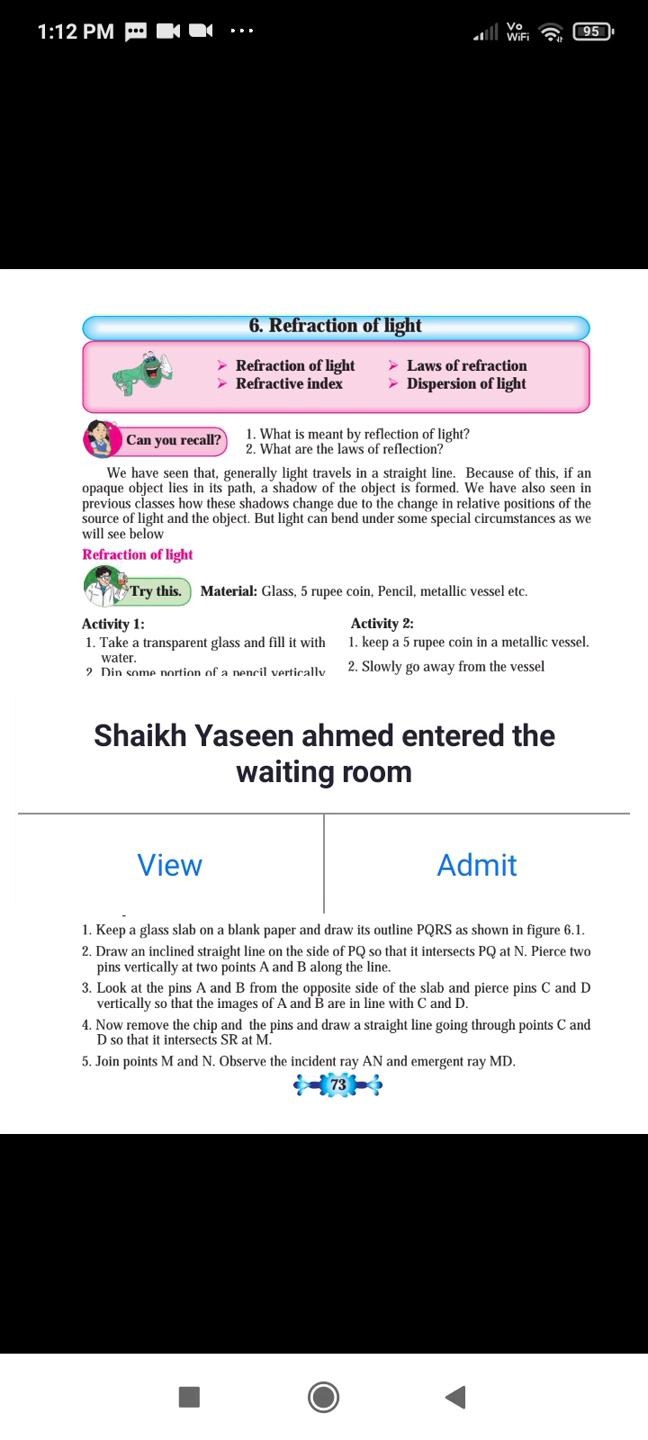 1:12 PM
Vo
WiFi
95
6. Refraction of light
➢ Refraction of light
➢ Refractive index
➢ Laws of refraction
➢ Dispersion of light
Can you recall?
1. What is meant by reflection of light?
2. What are the laws of reflection?
We have seen that, generally light travels in a straight line. Because of this, if an
opaque object lies in its path, a shadow of the object is formed. We have also seen in
previous classes how these shadows change due to the change in relative positions of the
source of light and the object. But light can bend under some special circumstances as we
will see below
Refraction of light
Try this.
Material: Glass, 5 rupee coin, Pencil, metallic vessel etc.
Activity 1:
1. Take a transparent glass and fill it with
water.
2. Dip some portion of a pencil vertically
Activity 2:
1. keep a 5 rupee coin in a metallic vessel.
2. Slowly go away from the vessel
Shaikh Yaseen ahmed entered the
waiting room
View
Admit
1. Keep a glass slab on a blank paper and draw its outline PQRS as shown in figure 6.1.
2. Draw an inclined straight line on the side of PQ so that it intersects PQ at N. Pierce two
pins vertically at two points A and B along the line.
3. Look at the pins A and B from the opposite side of the slab and pierce pins C and D
vertically so that the images of A and B are in line with C and D.
4. Now remove the chip and the pins and draw a straight line going through points C and
D so that it intersects SR at M.
5. Join points M and N. Observe the incident ray AN and emergent ray MD.
73